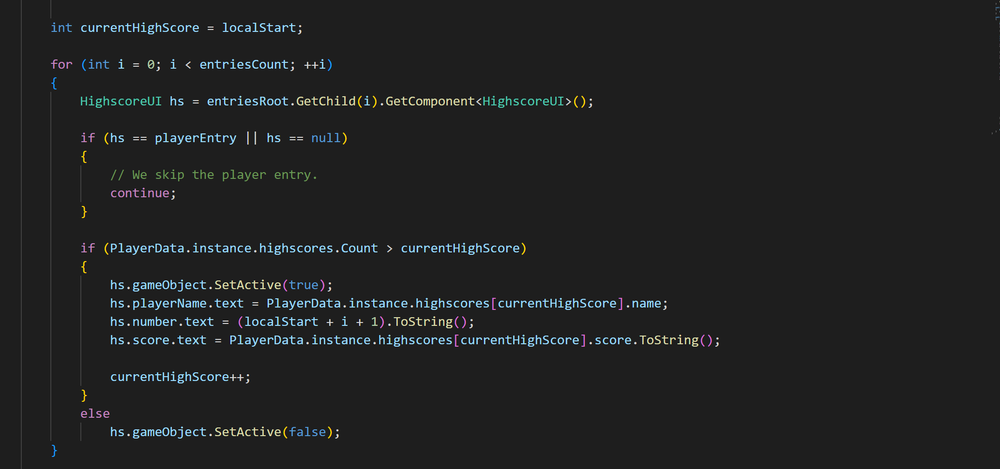 int currentHighScore = localStart;
for (int i = 0; i < entriesCount; ++i)
{
HighscoreUI hs = entriesRoot.GetChild(i).GetComponent<HighscoreUI>();
if (hs == playerEntry || hs == null)
{
// We skip the player entry.
continue;
}
if (PlayerData.instance.highscores.Count > currentHighScore)
{
hs.gameObject.SetActive(true);
hs.playerName.text = PlayerData.instance.highscores[currentHighScore].name;
hs.number.text = (localStart + i + 1).ToString();
hs.score.text = PlayerData.instance.highscores[currentHighScore].score.ToString();
currentHighScore++;
}
else
hs.gameObject.SetActive(false);
}